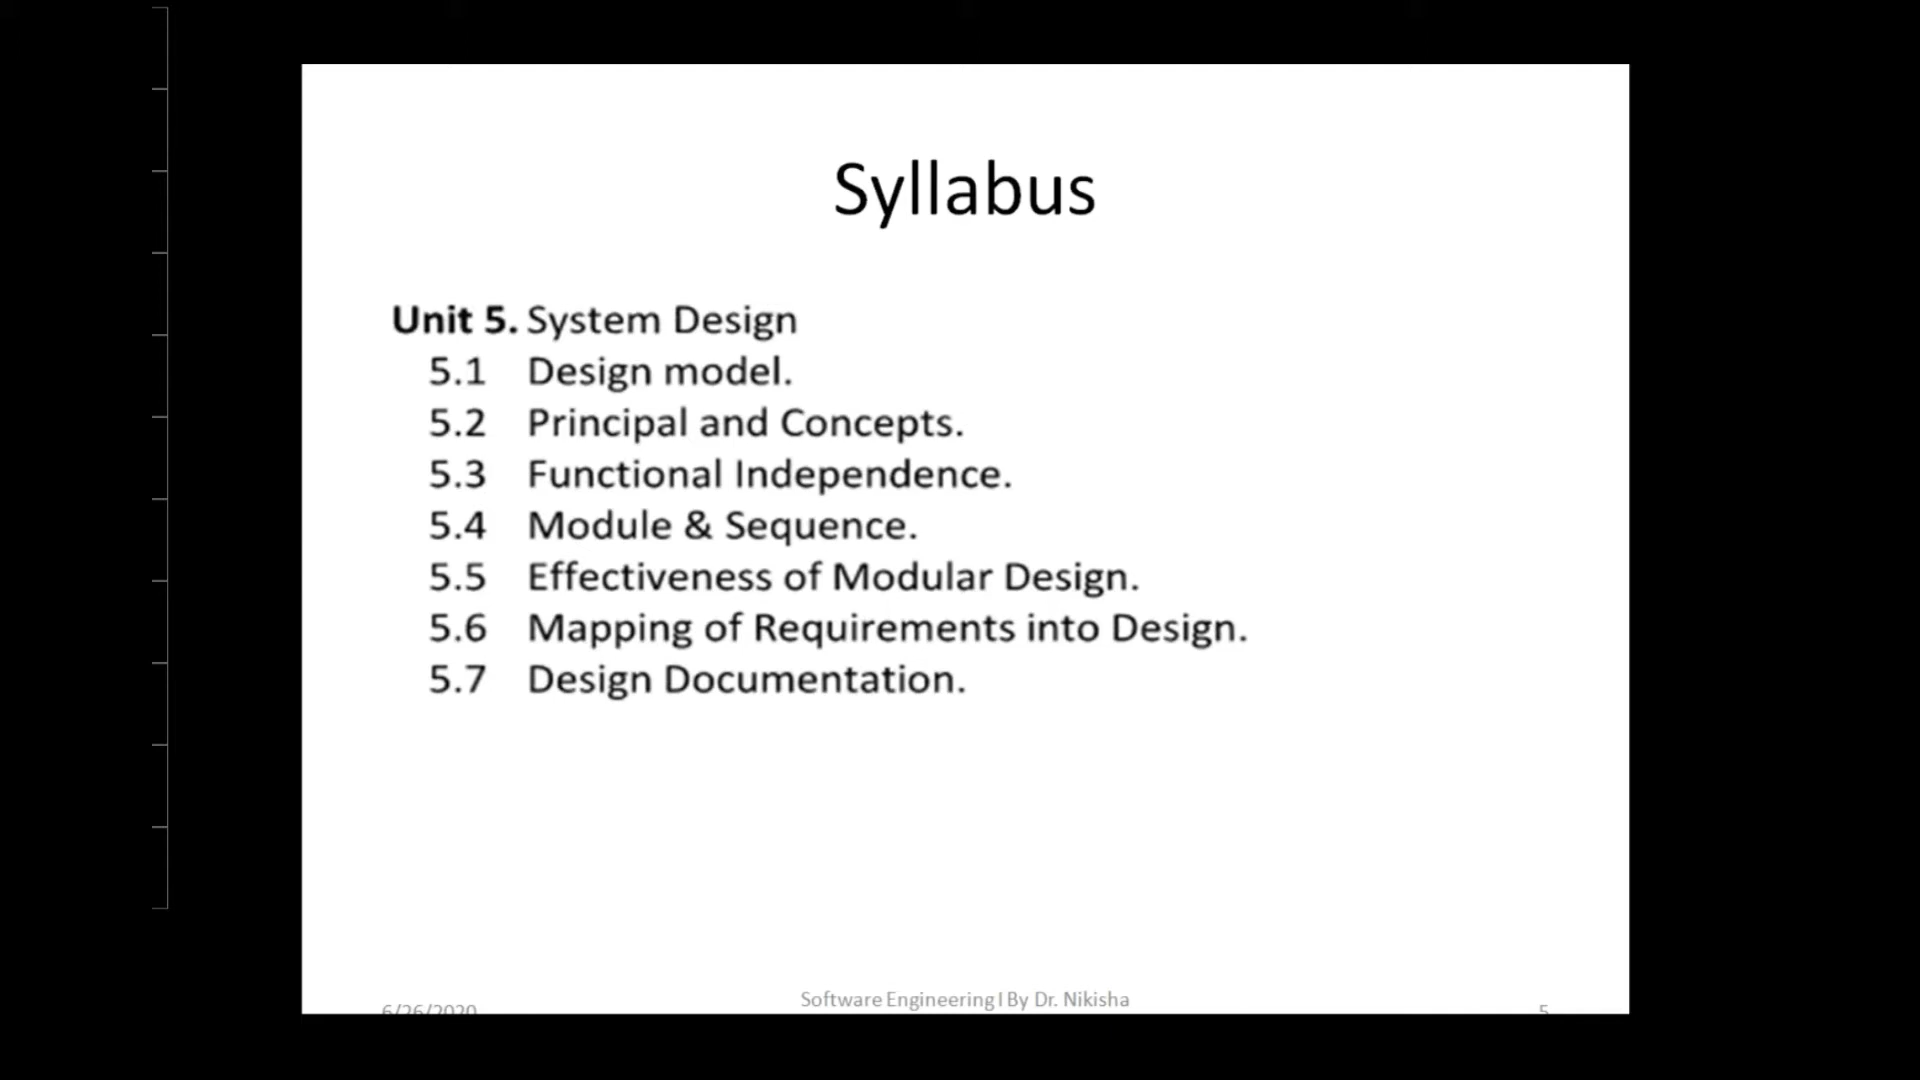 Syllabus
Unit 5. System Design
5.1 Design model.
5.2 Principal and Concepts.
5.3 Functional Independence.
5.4 Module & Sequence.
5.5 Effectiveness of Modular Design.
5.6 Mapping of Requirements into Design.
5.7 Design Documentation.
6/26/2020
Software Engineering I By Dr. Nikisha
5